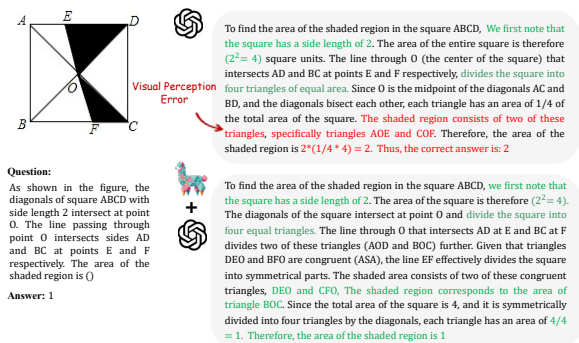 A
E
D
O
B
F
C
Visual Perception
Error
Question:
As shown in the figure, the
diagonals of square ABCD with
side length 2 intersect at point
O. The line passing through
point O intersects sides AD
and BC at points E and F
respectively. The area of the
shaded region is ()
Answer: 1
To find the area of the shaded region in the square ABCD, We first note that
the square has a side length of 2. The area of the entire square is therefore
(2²= 4) square units. The line through O (the center of the square) that
intersects AD and BC at points E and F respectively, divides the square into
four triangles of equal area. Since O is the midpoint of the diagonals AC and
BD, and the diagonals bisect each other, each triangle has an area of 1/4 of
the total area of the square. The shaded region consists of two of these
triangles, specifically triangles AOE and COF. Therefore, the area of the
shaded region is 2*(1/4 * 4) = 2. Thus, the correct answer is: 2
+
To find the area of the shaded region in the square ABCD, we first note that
the square has a side length of 2. The area of the square is therefore (2²= 4).
The diagonals of the square intersect at point O and divide the square into
four equal triangles. The line through O that intersects AD at E and BC at F
divides two of these triangles (AOD and BOC) further. Given that triangles
DEO and BFO are congruent (ASA), the line EF effectively divides the square
into symmetrical parts. The shaded area consists of two of these congruent
triangles, DEO and CFO, The shaded region corresponds to the area of
triangle BOC. Since the total area of the square is 4, and it is symmetrically
divided into four triangles by the diagonals, each triangle has an area of 4/4
= 1. Therefore, the area of the shaded region is 1